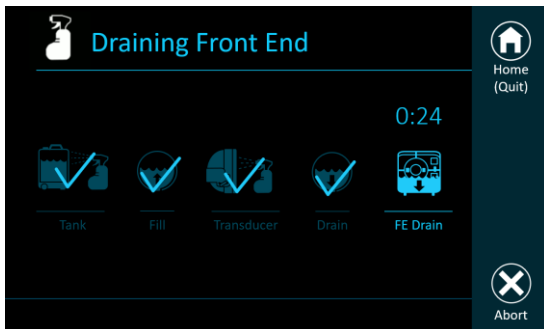 Draining Front End
Home
(Quit)
0:24
Tank
Fill
Transducer
Drain
FE Drain
Abort